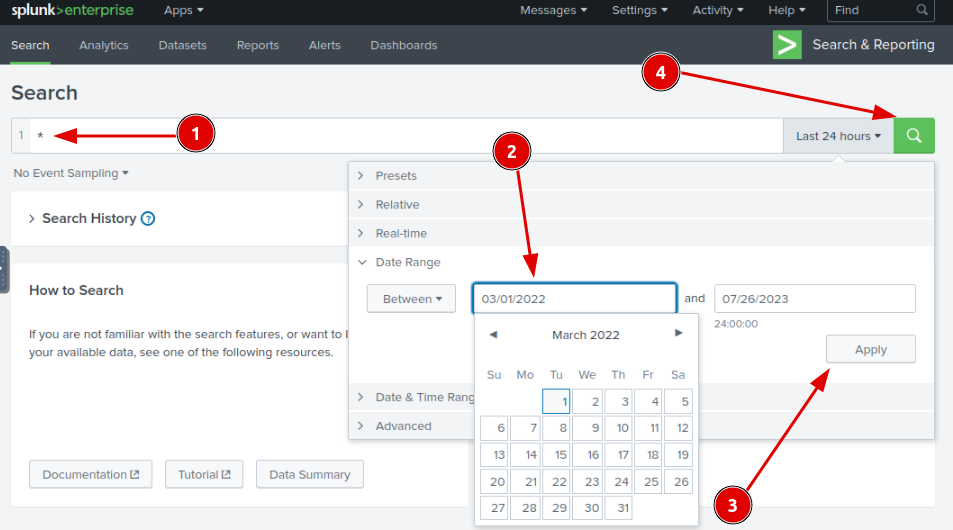 splunk>enterprise Apps ▾ Messages ▾ Settings ▾ Activity ▾ Help ▾ Find
Search Analytics Datasets Reports Alerts Dashboards > Search & Reporting
4
Search
1 * 1 Last 24 hours ▾
2
No Event Sampling ▾
> Presets
> Relative
> Search History ?
> Real-time
Date Range
How to Search
Between ▾ 03/01/2022 and 07/26/2023
24:00:00
If you are not familiar with the search features, or want to l
your available data, see one of the following resources.
◀ March 2022 ▶
Apply
Su Mo Tu We Th Fr Sa
> Date & Time Rang
1 2 3 4 5
> Advanced
6 7 8 9 10 11 12
13 14 15 16 17 18 19
Documentation Tutorial Data Summary
20 21 22 23 24 25 26
27 28 29 30 31
3